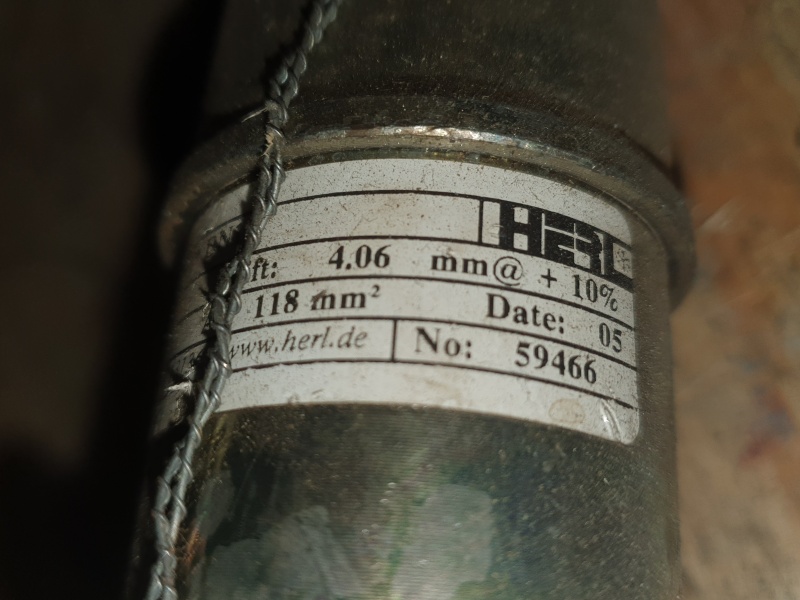 HERL
ft: 4.06 mm@ + 10%
118 mm² Date: 05
www.herl.de No: 59466